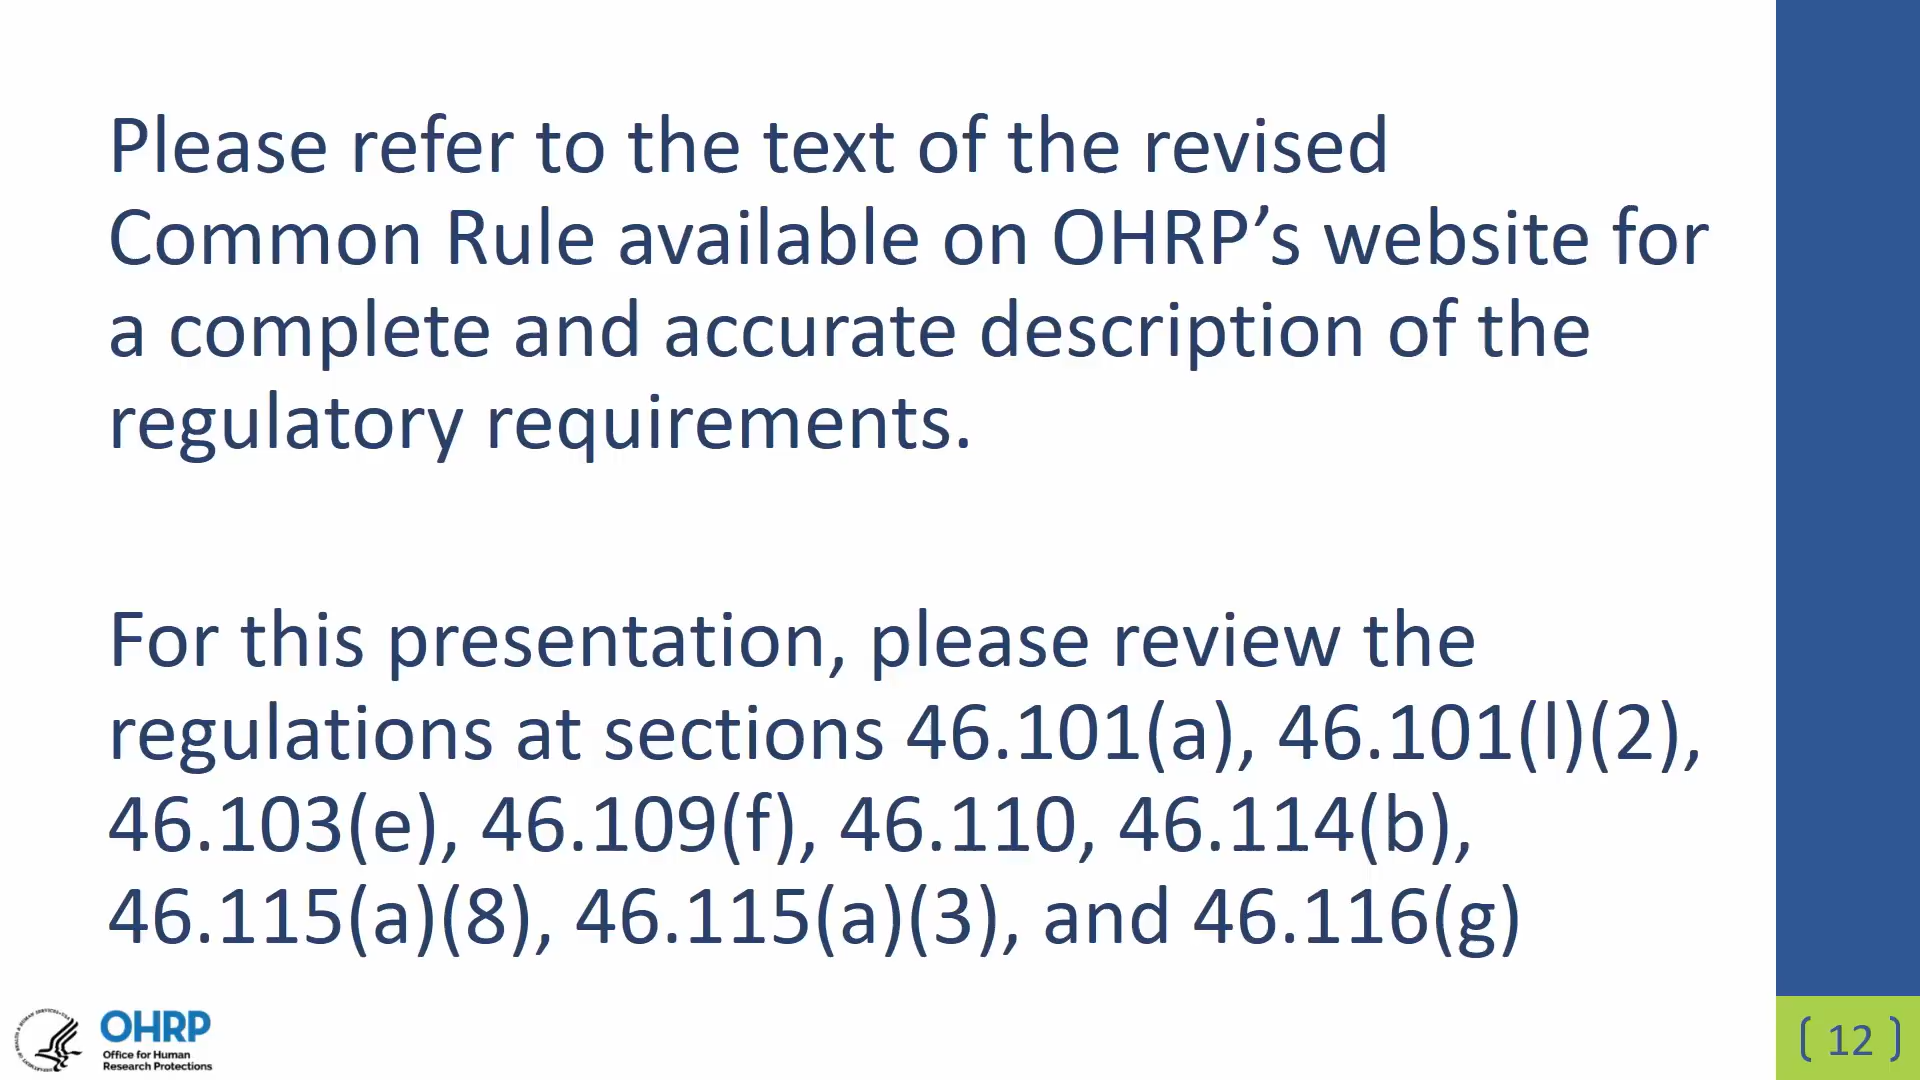 Please refer to the text of the revised
Common Rule available on OHRP’s website for
a complete and accurate description of the
regulatory requirements.
For this presentation, please review the
regulations at sections 46.101(a), 46.101(l)(2),
46.103(e), 46.109(f), 46.110, 46.114(b),
46.115(a)(8), 46.115(a)(3), and 46.116(g)
OHRP
Office for Human
Research Protections
( 12 )